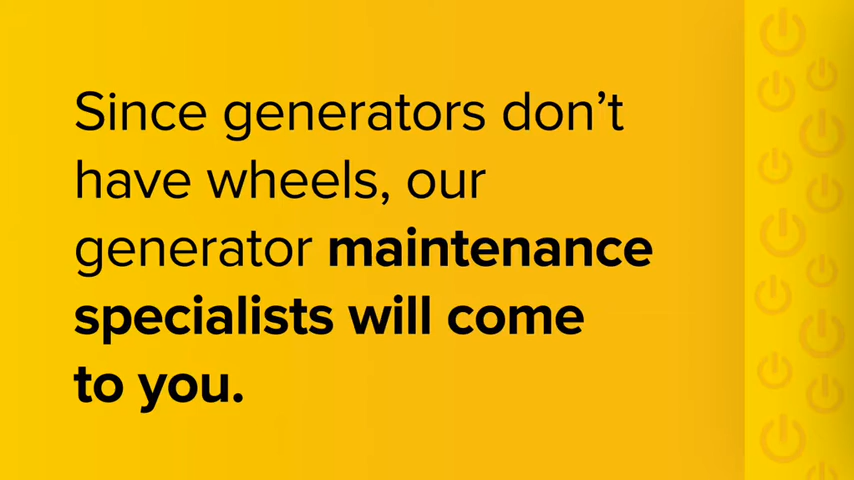 Since generators don’t
have wheels, our
generator maintenance
specialists will come
to you.